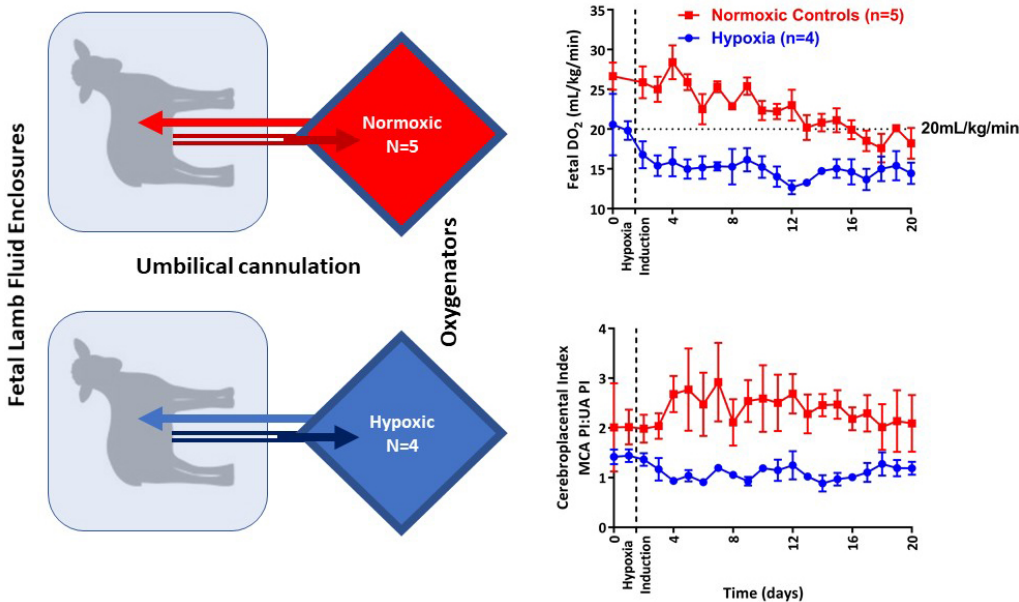 Fetal Lamb Fluid Enclosures
Normoxic
N=5
Umbilical cannulation
Oxygenators
Hypoxic
N=4
Normoxic Controls (n=5)
Hypoxia (n=4)
Fetal DO₂ (mL/kg/min)
35
30
25
20
15
10
20mL/kg/min
0
Hypoxia
Induction
4
8
12
16
20
Cerebroplacental Index
MCA PI:UA PI
4
3
2
1
0
0
Hypoxia
Induction
4
8
12
16
20
Time (days)